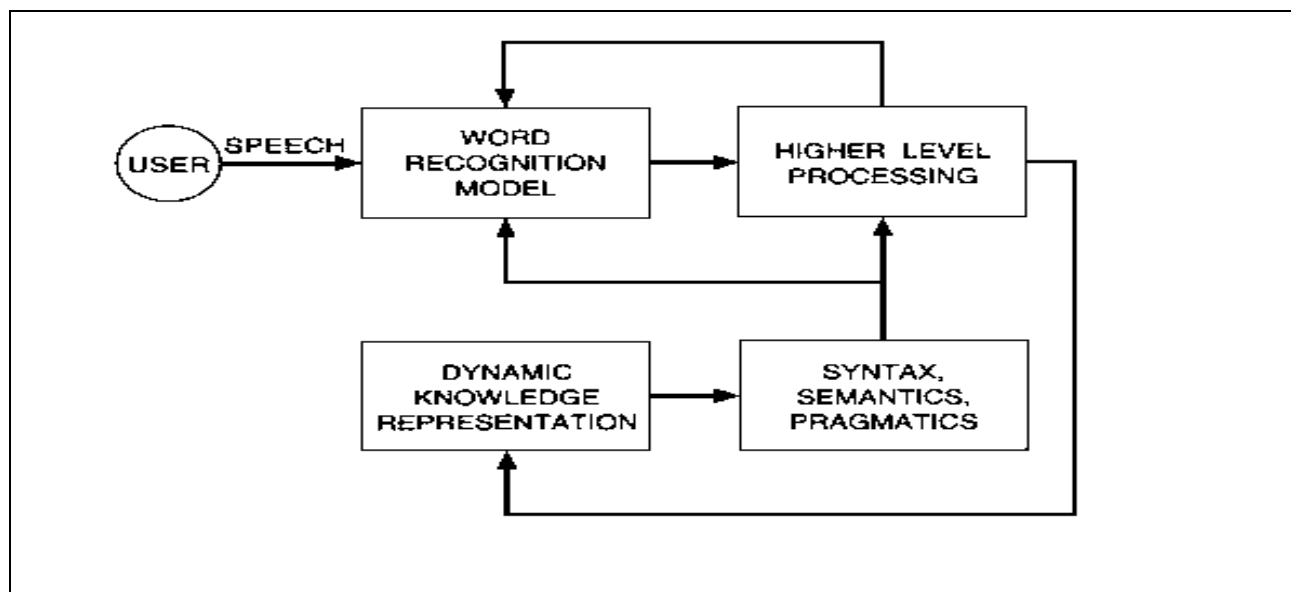 USER
SPEECH
WORD
RECOGNITION
MODEL
HIGHER LEVEL
PROCESSING
DYNAMIC
KNOWLEDGE
REPRESENTATION
SYNTAX,
SEMANTICS,
PRAGMATICS